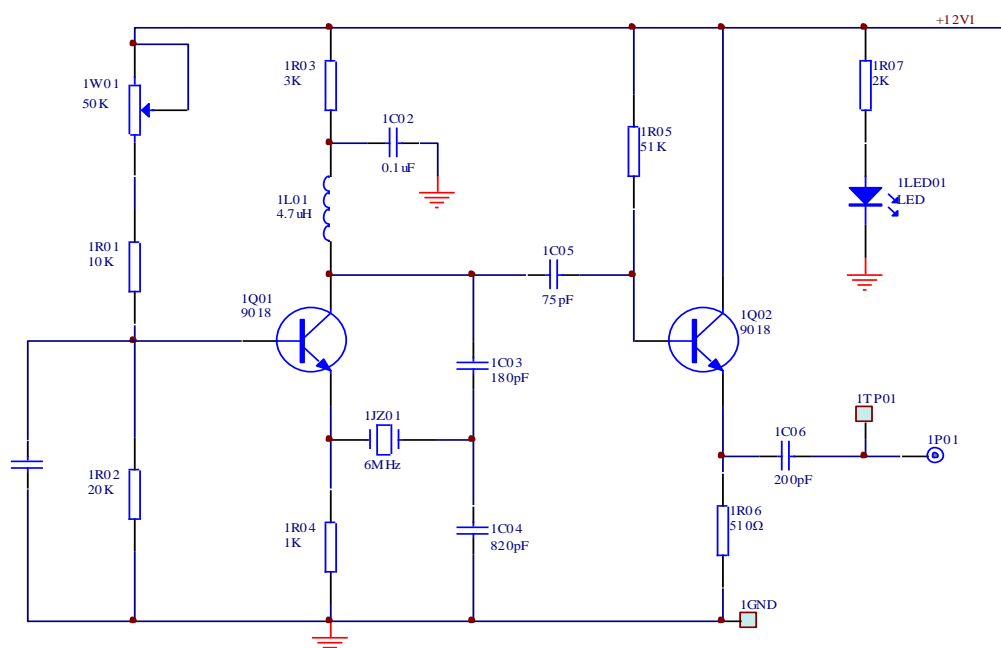 +12V1
1W01
50K
1R03
3K
1C02
0.1uF
1R05
51K
1R07
2K
1L01
4.7uH
1LED01
LED
1R01
10K
1C05
75pF
1Q01
9018
1Q02
9018
1C03
180pF
1JZ01
6MHz
1TP01
1P01
1C06
200pF
1R02
20K
1R04
1K
1C04
820pF
1R06
510Ω
1GND